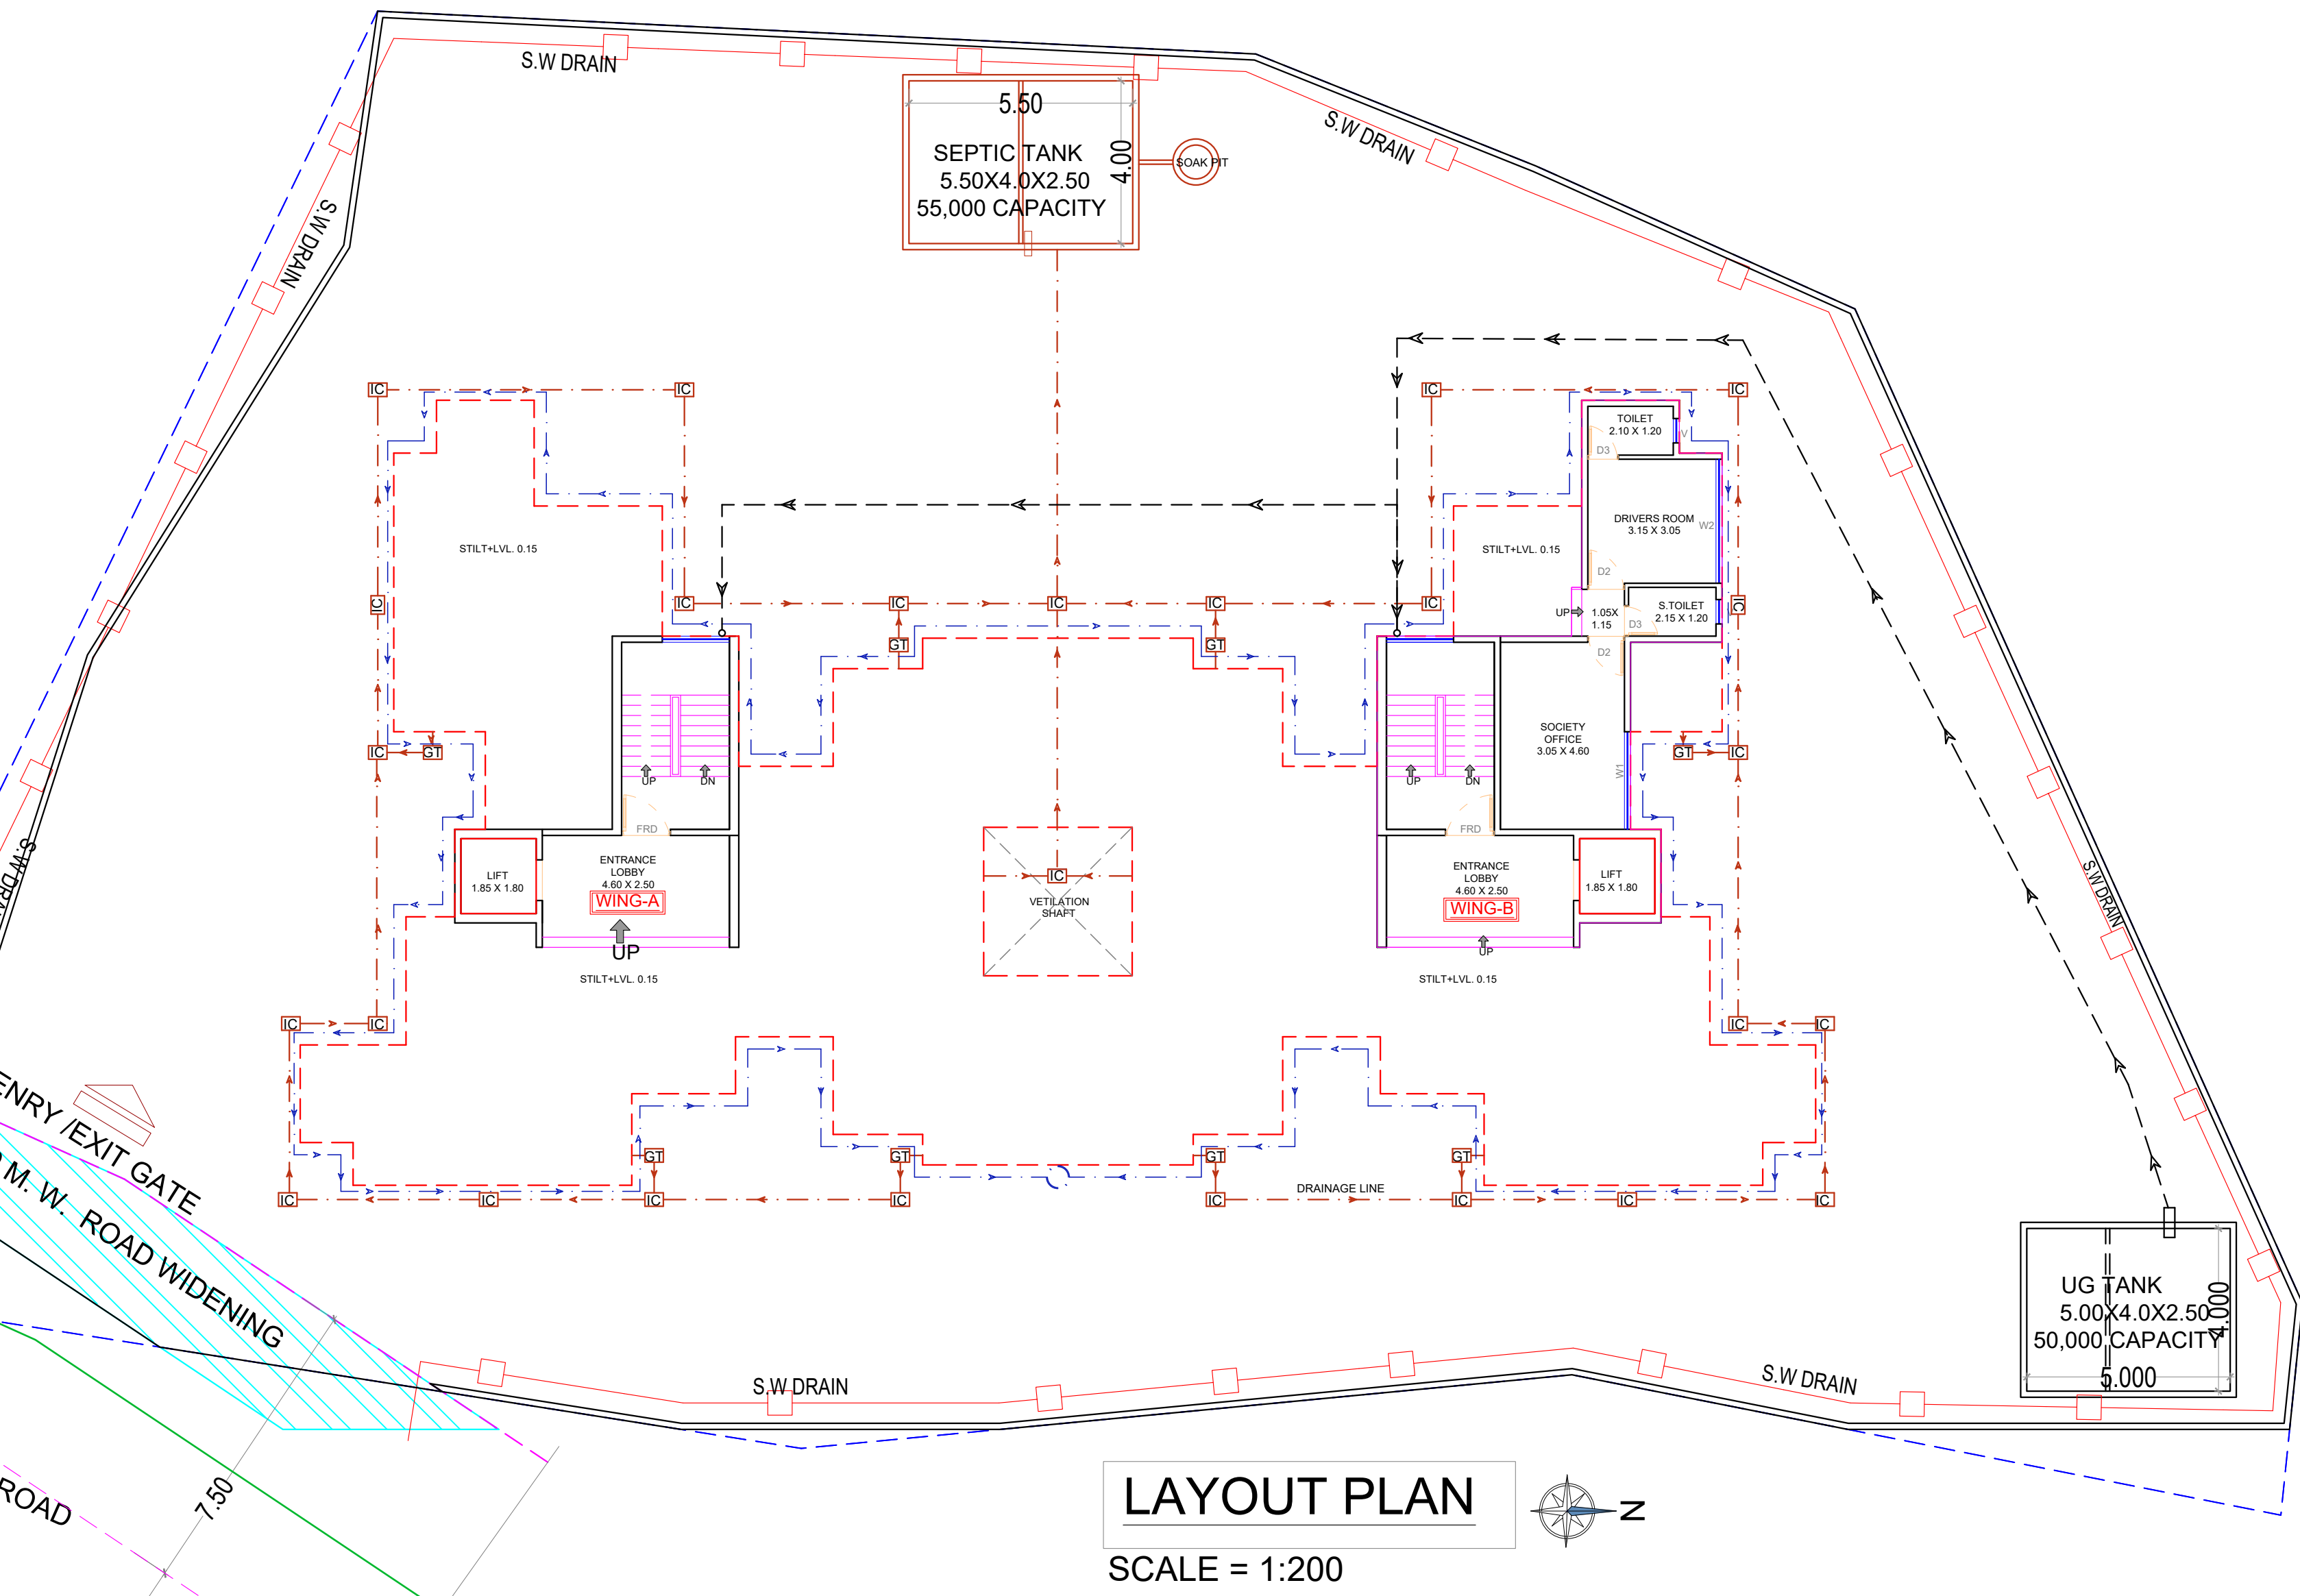 S.W DRAIN
5.50
SEPTIC TANK
5.50X4.0X2.50
55,000 CAPACITY
4.00
SOAK PIT
S.W DRAIN
S.W DRAIN
IC
IC
IC
IC
TOILET
2.10 X 1.20
V
D3
DRIVERS ROOM
3.15 X 3.05
W2
STILT+LVL. 0.15
STILT+LVL. 0.15
D2
IC
IC
IC
IC
IC
IC
IC
UP
1.05X
1.15
S.TOILET
2.15 X 1.20
D3
GT
GT
D2
SOCIETY
OFFICE
3.05 X 4.60
W1
IC
GT
GT
IC
UP
DN
UP
DN
FRD
FRD
LIFT
1.85 X 1.80
ENTRANCE
LOBBY
4.60 X 2.50
WING-A
UP
IC
VETILATION
SHAFT
ENTRANCE
LOBBY
4.60 X 2.50
WING-B
UP
LIFT
1.85 X 1.80
S.W DRAIN
S.W DRAIN
STILT+LVL. 0.15
STILT+LVL. 0.15
IC
IC
IC
IC
/EXIT GATE
M. W. ROAD WIDENING
GT
GT
GT
GT
IC
IC
IC
IC
IC
DRAINAGE LINE
IC
IC
IC
UG TANK
5.00X4.0X2.50
50,000 CAPACITY
4.000
5.000
S.W DRAIN
S.W DRAIN
7.50
ROAD
LAYOUT PLAN
N
SCALE = 1:200